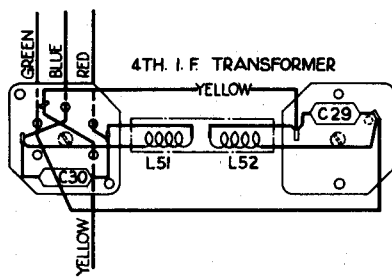 GREEN
BLUE
RED
4TH. I. F. TRANSFORMER
YELLOW
C29
L51
L52
C30
YELLOW